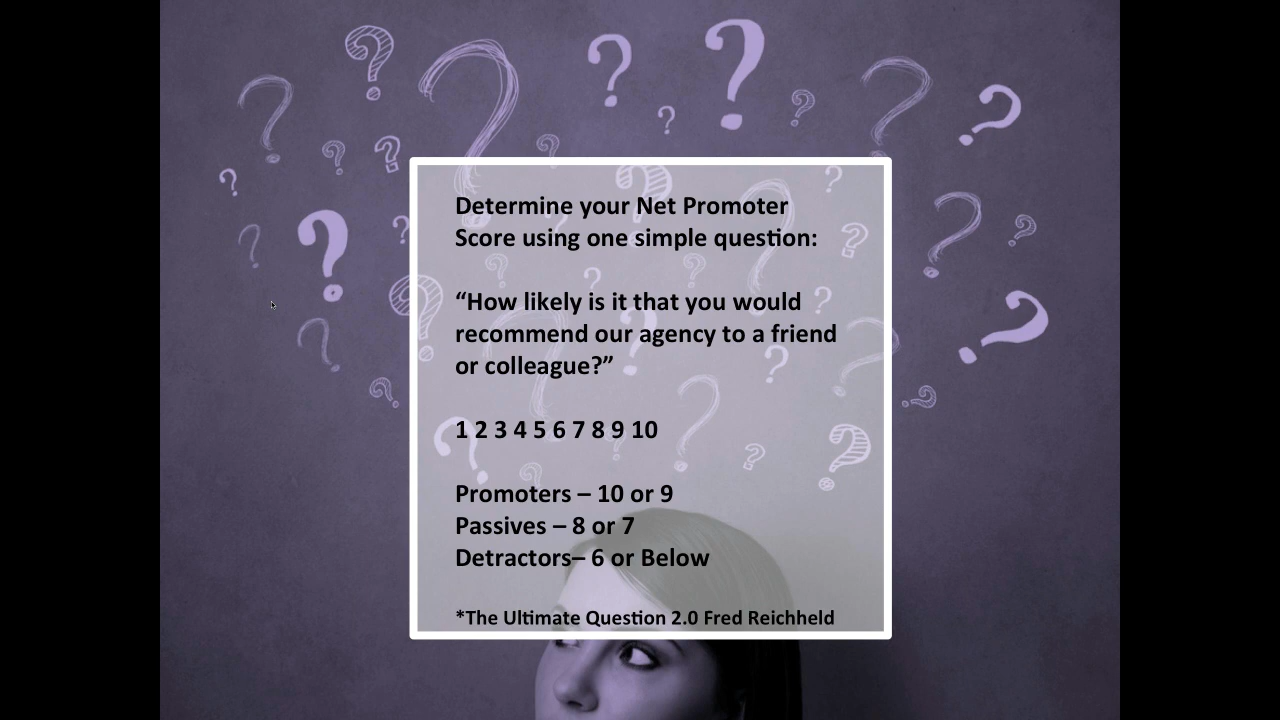 Determine your Net Promoter
Score using one simple question:
“How likely is it that you would
recommend our agency to a friend
or colleague?”
1 2 3 4 5 6 7 8 9 10
Promoters – 10 or 9
Passives – 8 or 7
Detractors– 6 or Below
*The Ultimate Question 2.0 Fred Reichheld